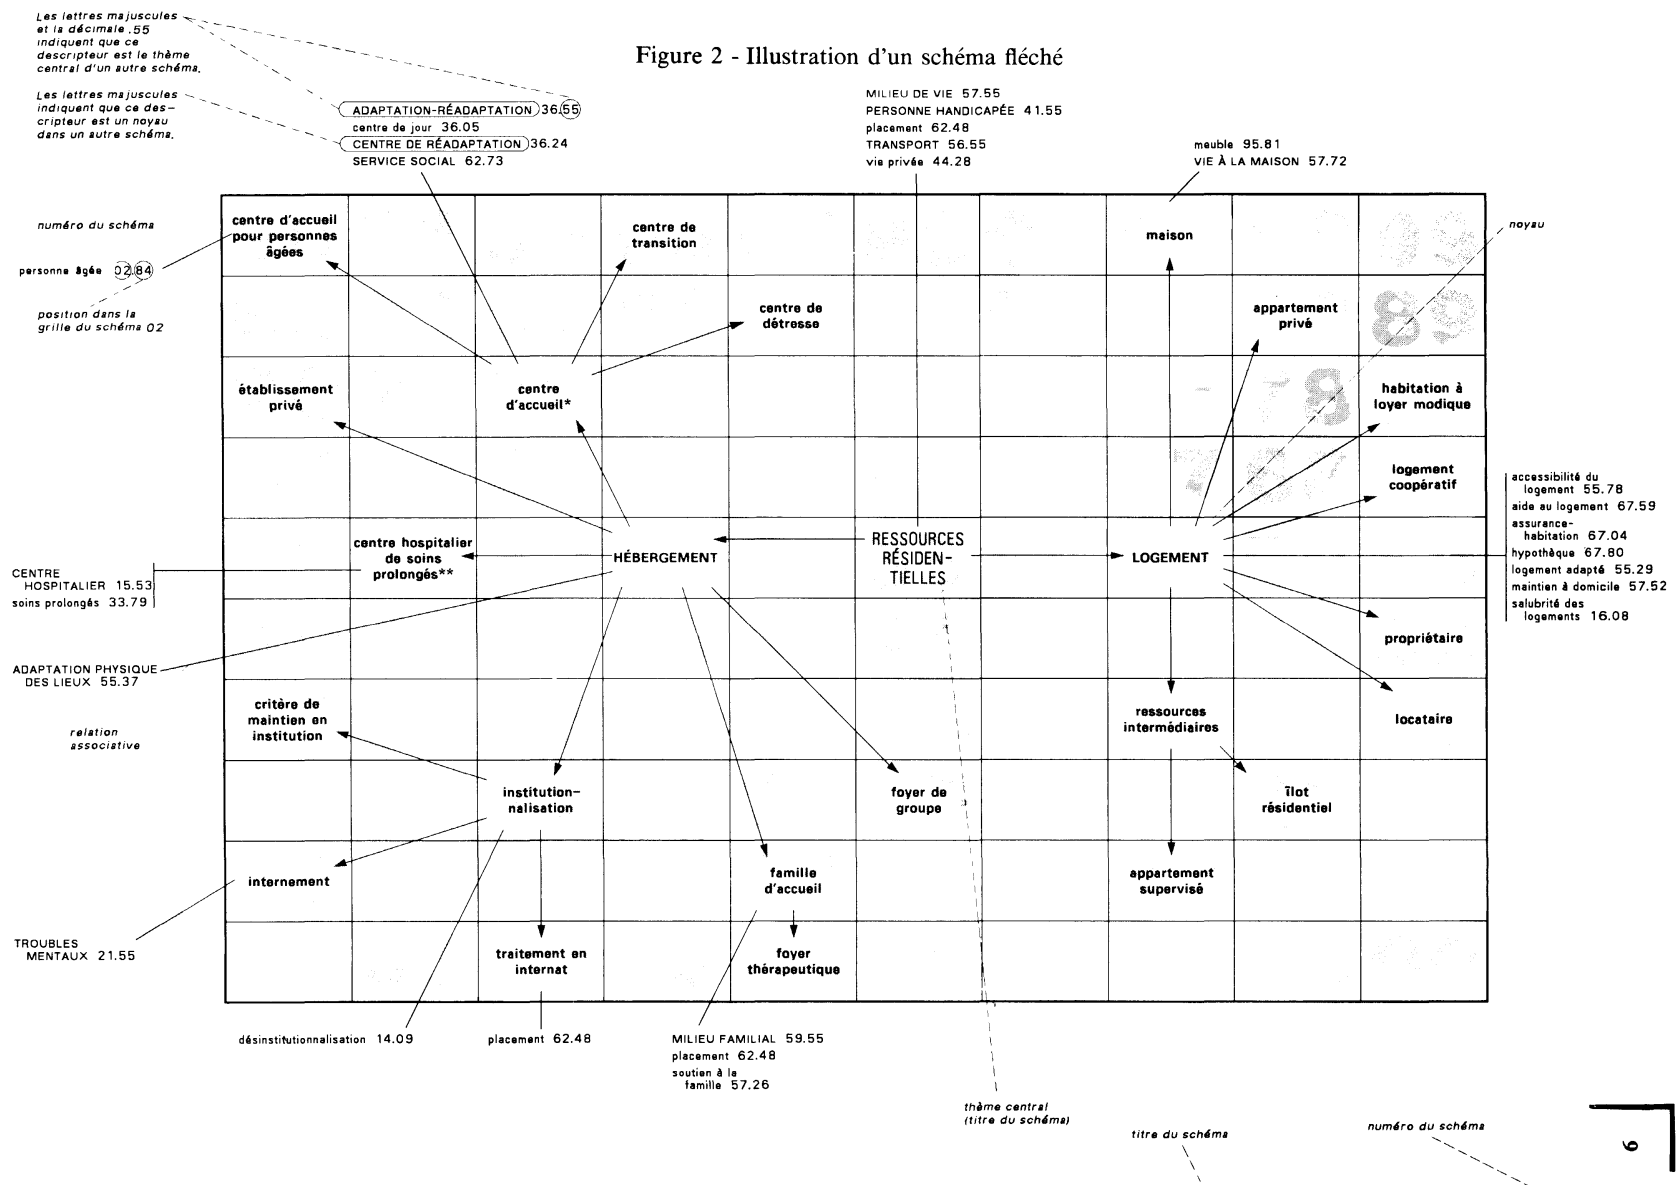 Les lettres majuscules
et la décimale .55
indiquent que ce
descripteur est le thème
central d'un autre schéma.
Les lettres majuscules
indiquent que ce des-
cripteur est un noyau
dans un autre schéma.
Figure 2 - Illustration d'un schéma fléché
ADAPTATION-RÉADAPTATION 36.55
centre de jour 36.05
CENTRE DE RÉADAPTATION 36.24
SERVICE SOCIAL 62.73
MILIEU DE VIE 57.55
PERSONNE HANDICAPÉE 41.55
placement 62.48
TRANSPORT 56.55
vie privée 44.28
meuble 95.81
VIE À LA MAISON 57.72
numéro du schéma
personne âgée 02.84
position dans la
grille du schéma 02
centre d'accueil
pour personnes
âgées
centre de
transition
maison
noyau
centre de
détresse
appartement
privé
établissement
privé
centre
d'accueil*
habitation à
loyer modique
logement
coopératif
centre hospitalier
de soins
prolongés**
HÉBERGEMENT
RESSOURCES
RÉSIDEN-
TIELLES
LOGEMENT
accessibilité du
logement 55.78
aide au logement 67.59
assurance-
habitation 67.04
hypothèque 67.80
logement adapté 55.29
maintien à domicile 57.52
salubrité des
logements 16.08
CENTRE
HOSPITALIER 15.53
soins prolongés 33.79
ADAPTATION PHYSIQUE
DES LIEUX 55.37
propriétaire
relation
associative
critère de
maintien en
institution
ressources
intermédiaires
locataire
institution-
nalisation
foyer de
groupe
îlot
résidentiel
internement
famille
d'accueil
appartement
supervisé
TROUBLES
MENTAUX 21.55
traitement en
internat
foyer
thérapeutique
désinstitutionnalisation 14.09
placement 62.48
MILIEU FAMILIAL 59.55
placement 62.48
soutien à la
famille 57.26
thème central
(titre du schéma)
titre du schéma
numéro du schéma
9